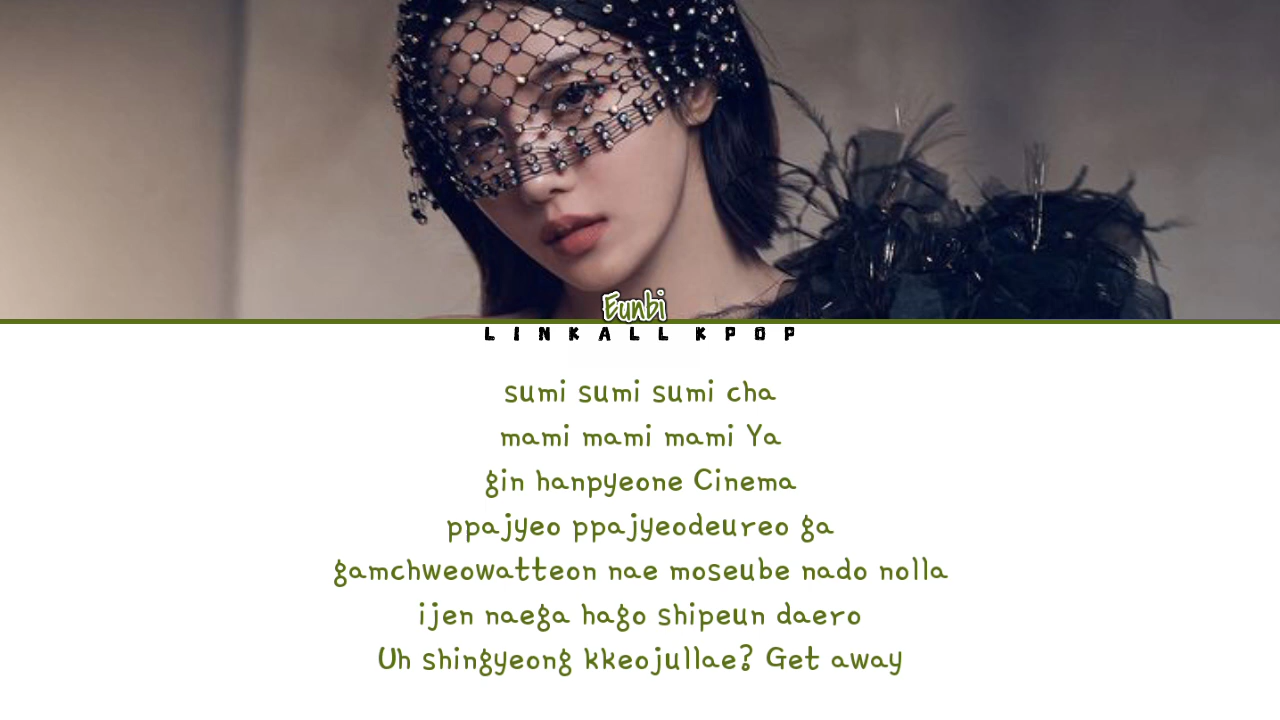 Eunbi
LINKALL KPOP
sumi sumi sumi cha
mami mami mami Ya
gin hanpyeone Cinema
ppajyeo ppajyeodeureo ga
gamchweowatteon nae moseube nado nolla
ijen naega hago shipeun daero
Uh shingyeong kkeojullae? Get away